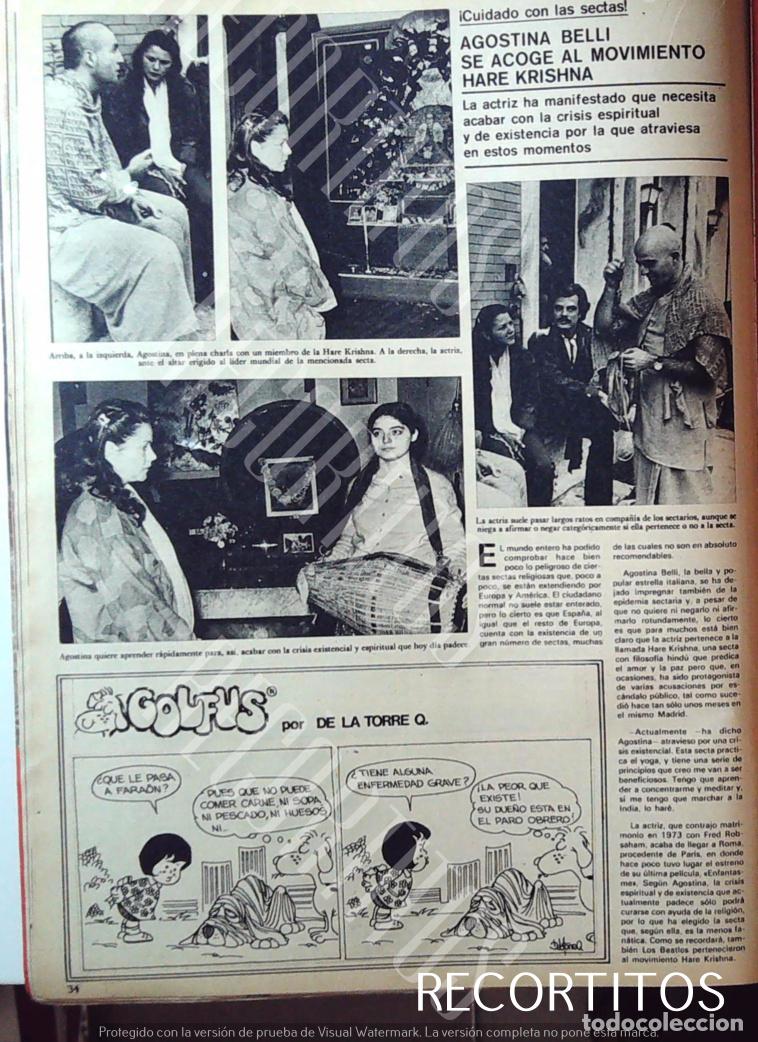 ¡Cuidado con las sectas!
AGOSTINA BELLI
SE ACOGE AL MOVIMIENTO
HARE KRISHNA
La actriz ha manifestado que necesita
acabar con la crisis espiritual
y de existencia por la que atraviesa
en estos momentos
Arriba, a la izquierda, Agostina, en plena charla con un miembro de la Hare Krishna. A la derecha, la actriz,
ante el altar erigido al líder mundial de la mencionada secta.
La actriz suele pasar largos ratos en compañía de los sectarios, aunque se
niega a afirmar o negar categóricamente si ella pertenece o no a la secta.
Agostina quiere aprender rápidamente para, así, acabar con la crisis existencial y espiritual que hoy día padece.
EL mundo entero ha podido
comprobar hace bien
poco lo peligroso de cier-
tas sectas religiosas que, poco a
poco, se están extendiendo por
Europa y América. El ciudadano
normal no suele estar enterado,
pero lo cierto es que España, al
igual que el resto de Europa,
cuenta con la existencia de un
gran número de sectas, muchas
de las cuales no son en absoluto
recomendables.
Agostina Belli, la bella y po-
pular estrella italiana, se ha de-
jado impregnar también de la
epidemia sectaria y, a pesar de
que no quiere ni negarlo ni afir-
marlo rotundamente, lo cierto
es que para muchos está bien
claro que la actriz pertenece a la
llamada Hare Krishna, una secta
con filosofía hindú que predica
el amor y la paz pero que, en
ocasiones, ha sido protagonista
de varias acusaciones por es-
cándalo público, tal como suce-
dió hace tan sólo unos meses en
el mismo Madrid.
—Actualmente —ha dicho
Agostina— atravieso por una cri-
sis existencial. Esta secta practi-
ca el yoga, y tiene una serie de
principios que creo me van a ser
beneficiosos. Tengo que apren-
der a concentrarme y meditar y,
si me tengo que marchar a la
India, lo haré.
La actriz, que contrajo matri-
monio en 1973 con Fred Rob-
saham, acaba de llegar a Roma,
procedente de París, en donde
hace poco tuvo lugar el estreno
de su última película, «Enfantas-
me». Según Agostina, la crisis
espiritual y de existencia que ac-
tualmente padece sólo podrá
curarse con ayuda de la religión,
por lo que ha elegido la secta
que, según ella, es la menos fa-
nática. Como se recordará, tam-
bién Los Beatles pertenecieron
al movimiento Hare Krishna.
GOLFUS® por DE LA TORRE Q.
¿QUE LE PASA
A FARAÓN?
PUES QUE NO PUEDE
COMER CARNE, NI SOPA,
NI PESCADO, NI HUESOS
NI...
¿TIENE ALGUNA
ENFERMEDAD GRAVE?
¡LA PEOR QUE
EXISTE!
SU DUEÑO ESTA EN
EL PARO OBRERO!
34
RECORTITOS
todocoleccion
Protegido con la versión de prueba de Visual Watermark. La versión completa no pone esta marca.